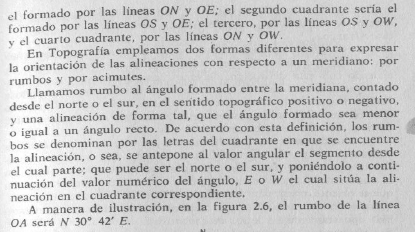 el formado por las líneas ON y OE; el segundo cuadrante sería el
formado por las líneas OS y OE; el tercero, por las líneas OS y OW,
y el cuarto cuadrante, por las líneas ON y OW.
En Topografía empleamos dos formas diferentes para expresar
la orientación de las alineaciones con respecto a un meridiano: por
rumbos y por acimutes.
Llamamos rumbo al ángulo formado entre la meridiana, contado
desde el norte o el sur, en el sentido topográfico positivo o negativo,
y una alineación de forma tal, que el ángulo formado sea menor
o igual a un ángulo recto. De acuerdo con esta definición, los rum-
bos se denominan por las letras del cuadrante en que se encuentre
la alineación, o sea, se antepone al valor angular el segmento desde
el cual parte; que puede ser el norte o el sur, y poniéndolo a conti-
nuación del valor numérico del ángulo, E o W el cual sitúa la ali-
neación en el cuadrante correspondiente.
A manera de ilustración, en la figura 2.6, el rumbo de la línea
OA será N 30° 42' E.